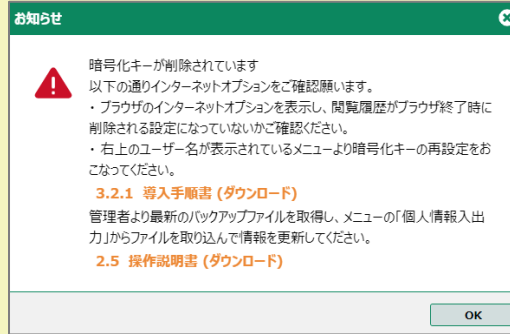 お知らせ
暗号化キーが削除されています
以下の通りインターネットオプションをご確認願います。
・ブラウザのインターネットオプションを表示し、閲覧履歴がブラウザ終了時に
削除される設定になっていないかご確認ください。
・右上のユーザー名が表示されているメニューより暗号化キーの再設定をお
こなってください。
3.2.1 導入手順書 (ダウンロード)
管理者より最新のバックアップファイルを取得し、メニューの「個人情報入出
力」からファイルを取り込んで情報を更新してください。
2.5 操作説明書 (ダウンロード)
OK